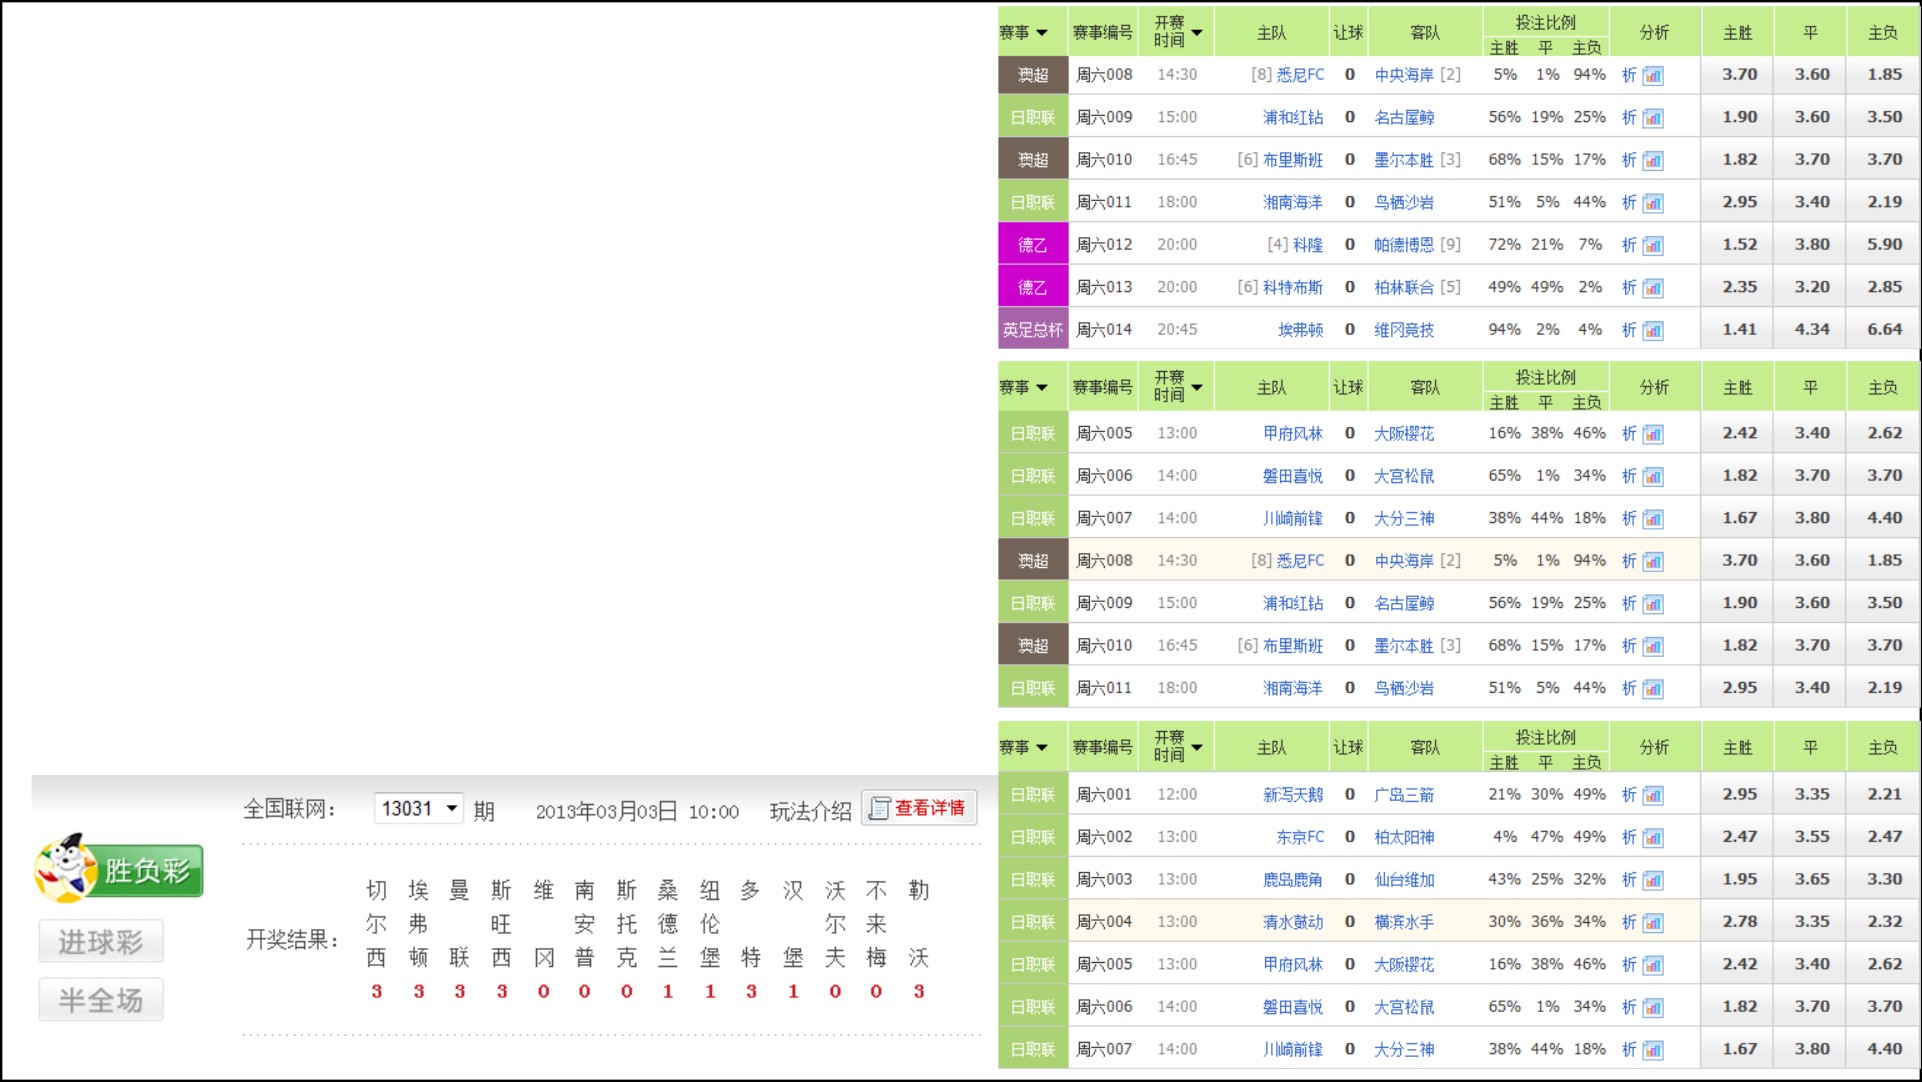 赛事 赛事编号 开赛时间 主队 让球 客队 投注比例 主胜 平 主负 分析 主胜 平 主负
澳超 周六008 14:30 [8] 悉尼FC 0 中央海岸 [2] 5% 1% 94% 析 3.70 3.60 1.85
日职联 周六009 15:00 浦和红钻 0 名古屋鲸 56% 19% 25% 析 1.90 3.60 3.50
澳超 周六010 16:45 [6] 布里斯班 0 墨尔本胜 [3] 68% 15% 17% 析 1.82 3.70 3.70
日职联 周六011 18:00 湘南海洋 0 鸟栖沙岩 51% 5% 44% 析 2.95 3.40 2.19
德乙 周六012 20:00 [4] 科隆 0 帕德博恩 [9] 72% 21% 7% 析 1.52 3.80 5.90
德乙 周六013 20:00 [6] 科特布斯 0 柏林联合 [5] 49% 49% 2% 析 2.35 3.20 2.85
英足总杯 周六014 20:45 埃弗顿 0 维冈竞技 94% 2% 4% 析 1.41 4.34 6.64
赛事 赛事编号 开赛时间 主队 让球 客队 投注比例 主胜 平 主负 分析 主胜 平 主负
日职联 周六005 13:00 甲府风林 0 大阪樱花 16% 38% 46% 析 2.42 3.40 2.62
日职联 周六006 14:00 磐田喜悦 0 大宫松鼠 65% 1% 34% 析 1.82 3.70 3.70
日职联 周六007 14:00 川崎前锋 0 大分三神 38% 44% 18% 析 1.67 3.80 4.40
澳超 周六008 14:30 [8] 悉尼FC 0 中央海岸 [2] 5% 1% 94% 析 3.70 3.60 1.85
日职联 周六009 15:00 浦和红钻 0 名古屋鲸 56% 19% 25% 析 1.90 3.60 3.50
澳超 周六010 16:45 [6] 布里斯班 0 墨尔本胜 [3] 68% 15% 17% 析 1.82 3.70 3.70
日职联 周六011 18:00 湘南海洋 0 鸟栖沙岩 51% 5% 44% 析 2.95 3.40 2.19
赛事 赛事编号 开赛时间 主队 让球 客队 投注比例 主胜 平 主负 分析 主胜 平 主负
日职联 周六001 12:00 新泻天鹅 0 广岛三箭 21% 30% 49% 析 2.95 3.35 2.21
日职联 周六002 13:00 东京FC 0 柏太阳神 4% 47% 49% 析 2.47 3.55 2.47
日职联 周六003 13:00 鹿岛鹿角 0 仙台维加 43% 25% 32% 析 1.95 3.65 3.30
日职联 周六004 13:00 清水鼓动 0 横滨水手 30% 36% 34% 析 2.78 3.35 2.32
日职联 周六005 13:00 甲府风林 0 大阪樱花 16% 38% 46% 析 2.42 3.40 2.62
日职联 周六006 14:00 磐田喜悦 0 大宫松鼠 65% 1% 34% 析 1.82 3.70 3.70
日职联 周六007 14:00 川崎前锋 0 大分三神 38% 44% 18% 析 1.67 3.80 4.40
全国联网： 13031 期 2013年03月03日 10:00 玩法介绍 查看详情
胜负彩
进球彩
半全场
开奖结果：
切尔西 埃弗顿 曼联 斯旺西 维冈 南安普 斯托克 桑德兰 纽伦堡 多特 汉堡 沃尔夫 不来梅 勒沃
3 3 3 3 0 0 0 1 1 3 1 0 0 3